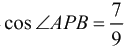 cos ∠APB = 7/9